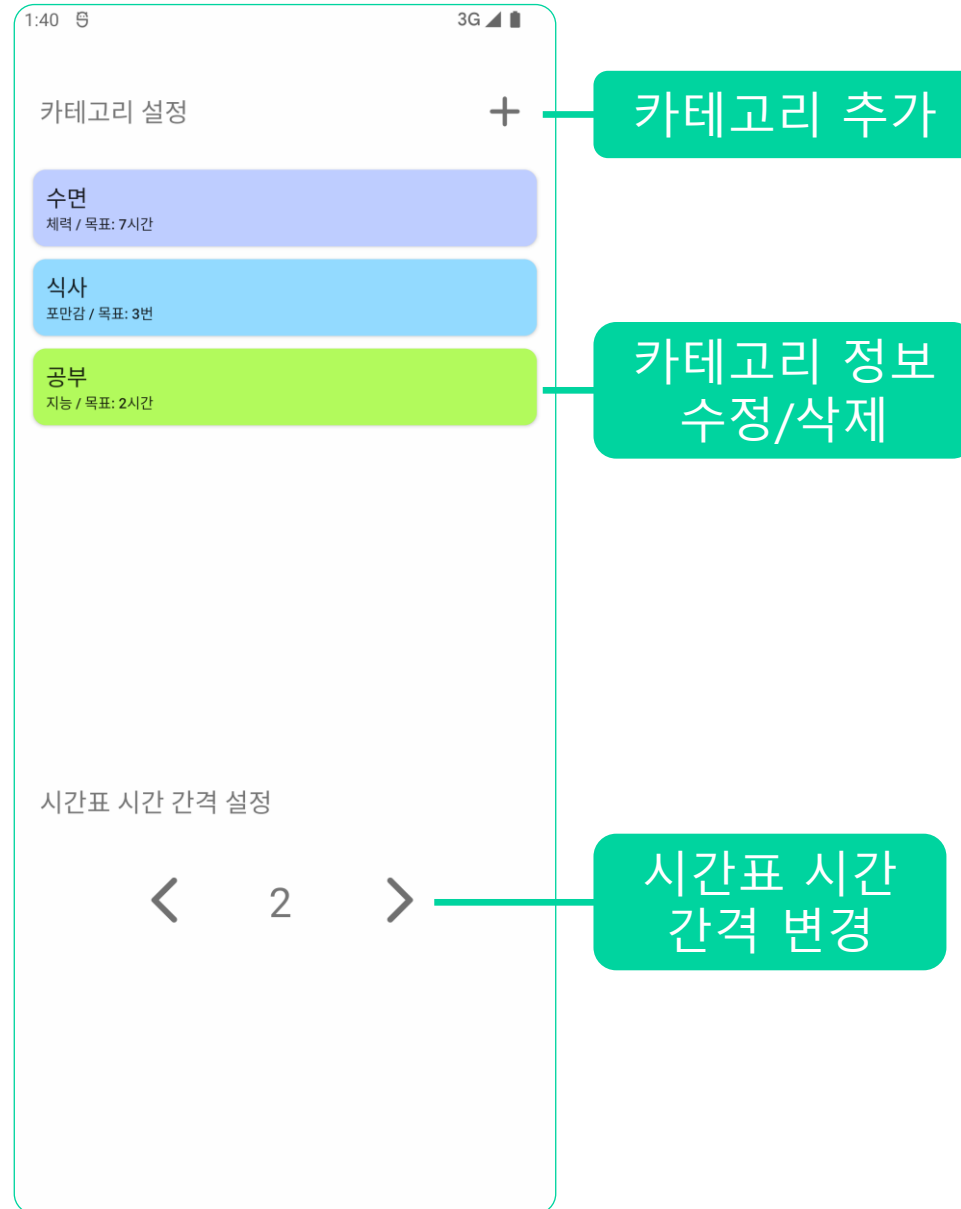 1:40
3G
카테고리 설정
카테고리 추가
수면
체력 / 목표: 7시간
식사
포만감 / 목표: 3번
공부
지능 / 목표: 2시간
카테고리 정보
수정/삭제
시간표 시간 간격 설정
2
시간표 시간
간격 변경